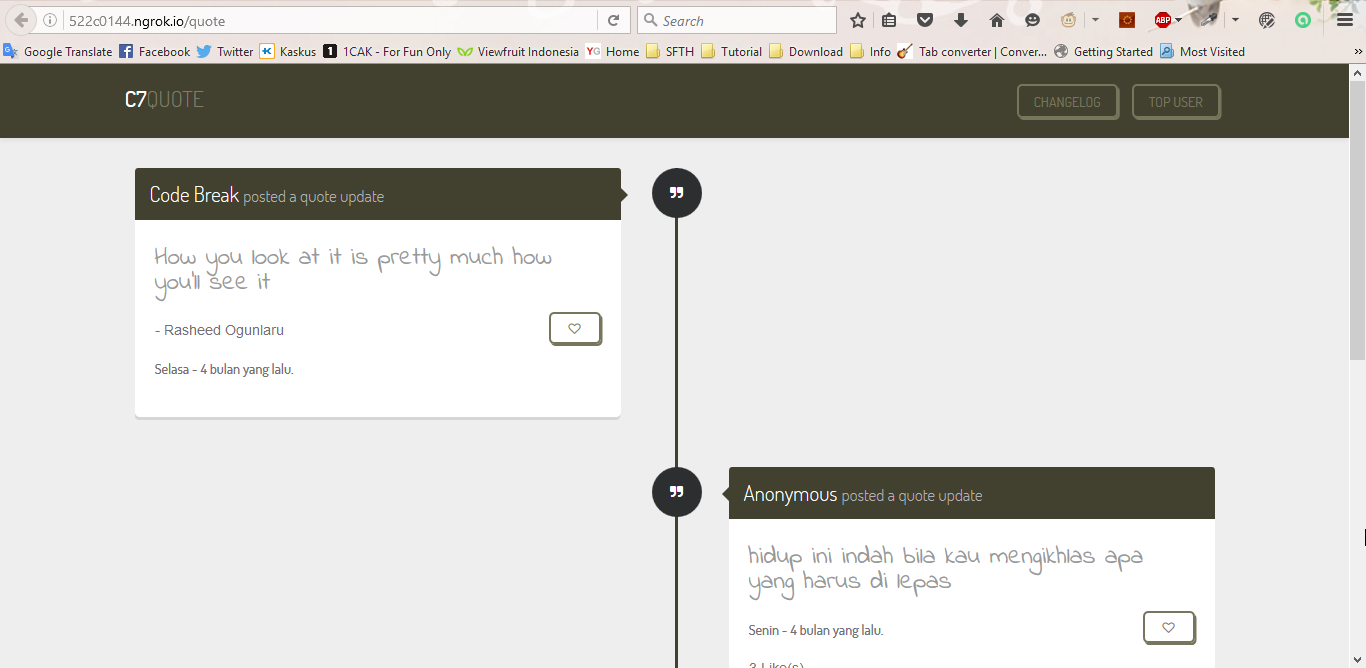 522c0144.ngrok.io/quote
Search
ABP
Google Translate Facebook Twitter Kaskus 1 1CAK - For Fun Only Viewfruit Indonesia YG Home SFTH Tutorial Download Info Tab converter | Conver... Getting Started Most Visited »
C7QUOTE
CHANGELOG
TOP USER
Code Break posted a quote update
How you look at it is pretty much how
you'll see it
- Rasheed Ogunlaru
Selasa - 4 bulan yang lalu.
Anonymous posted a quote update
hidup ini indah bila kau mengikhlas apa
yang harus di lepas
Senin - 4 bulan yang lalu.
3 Like(s)